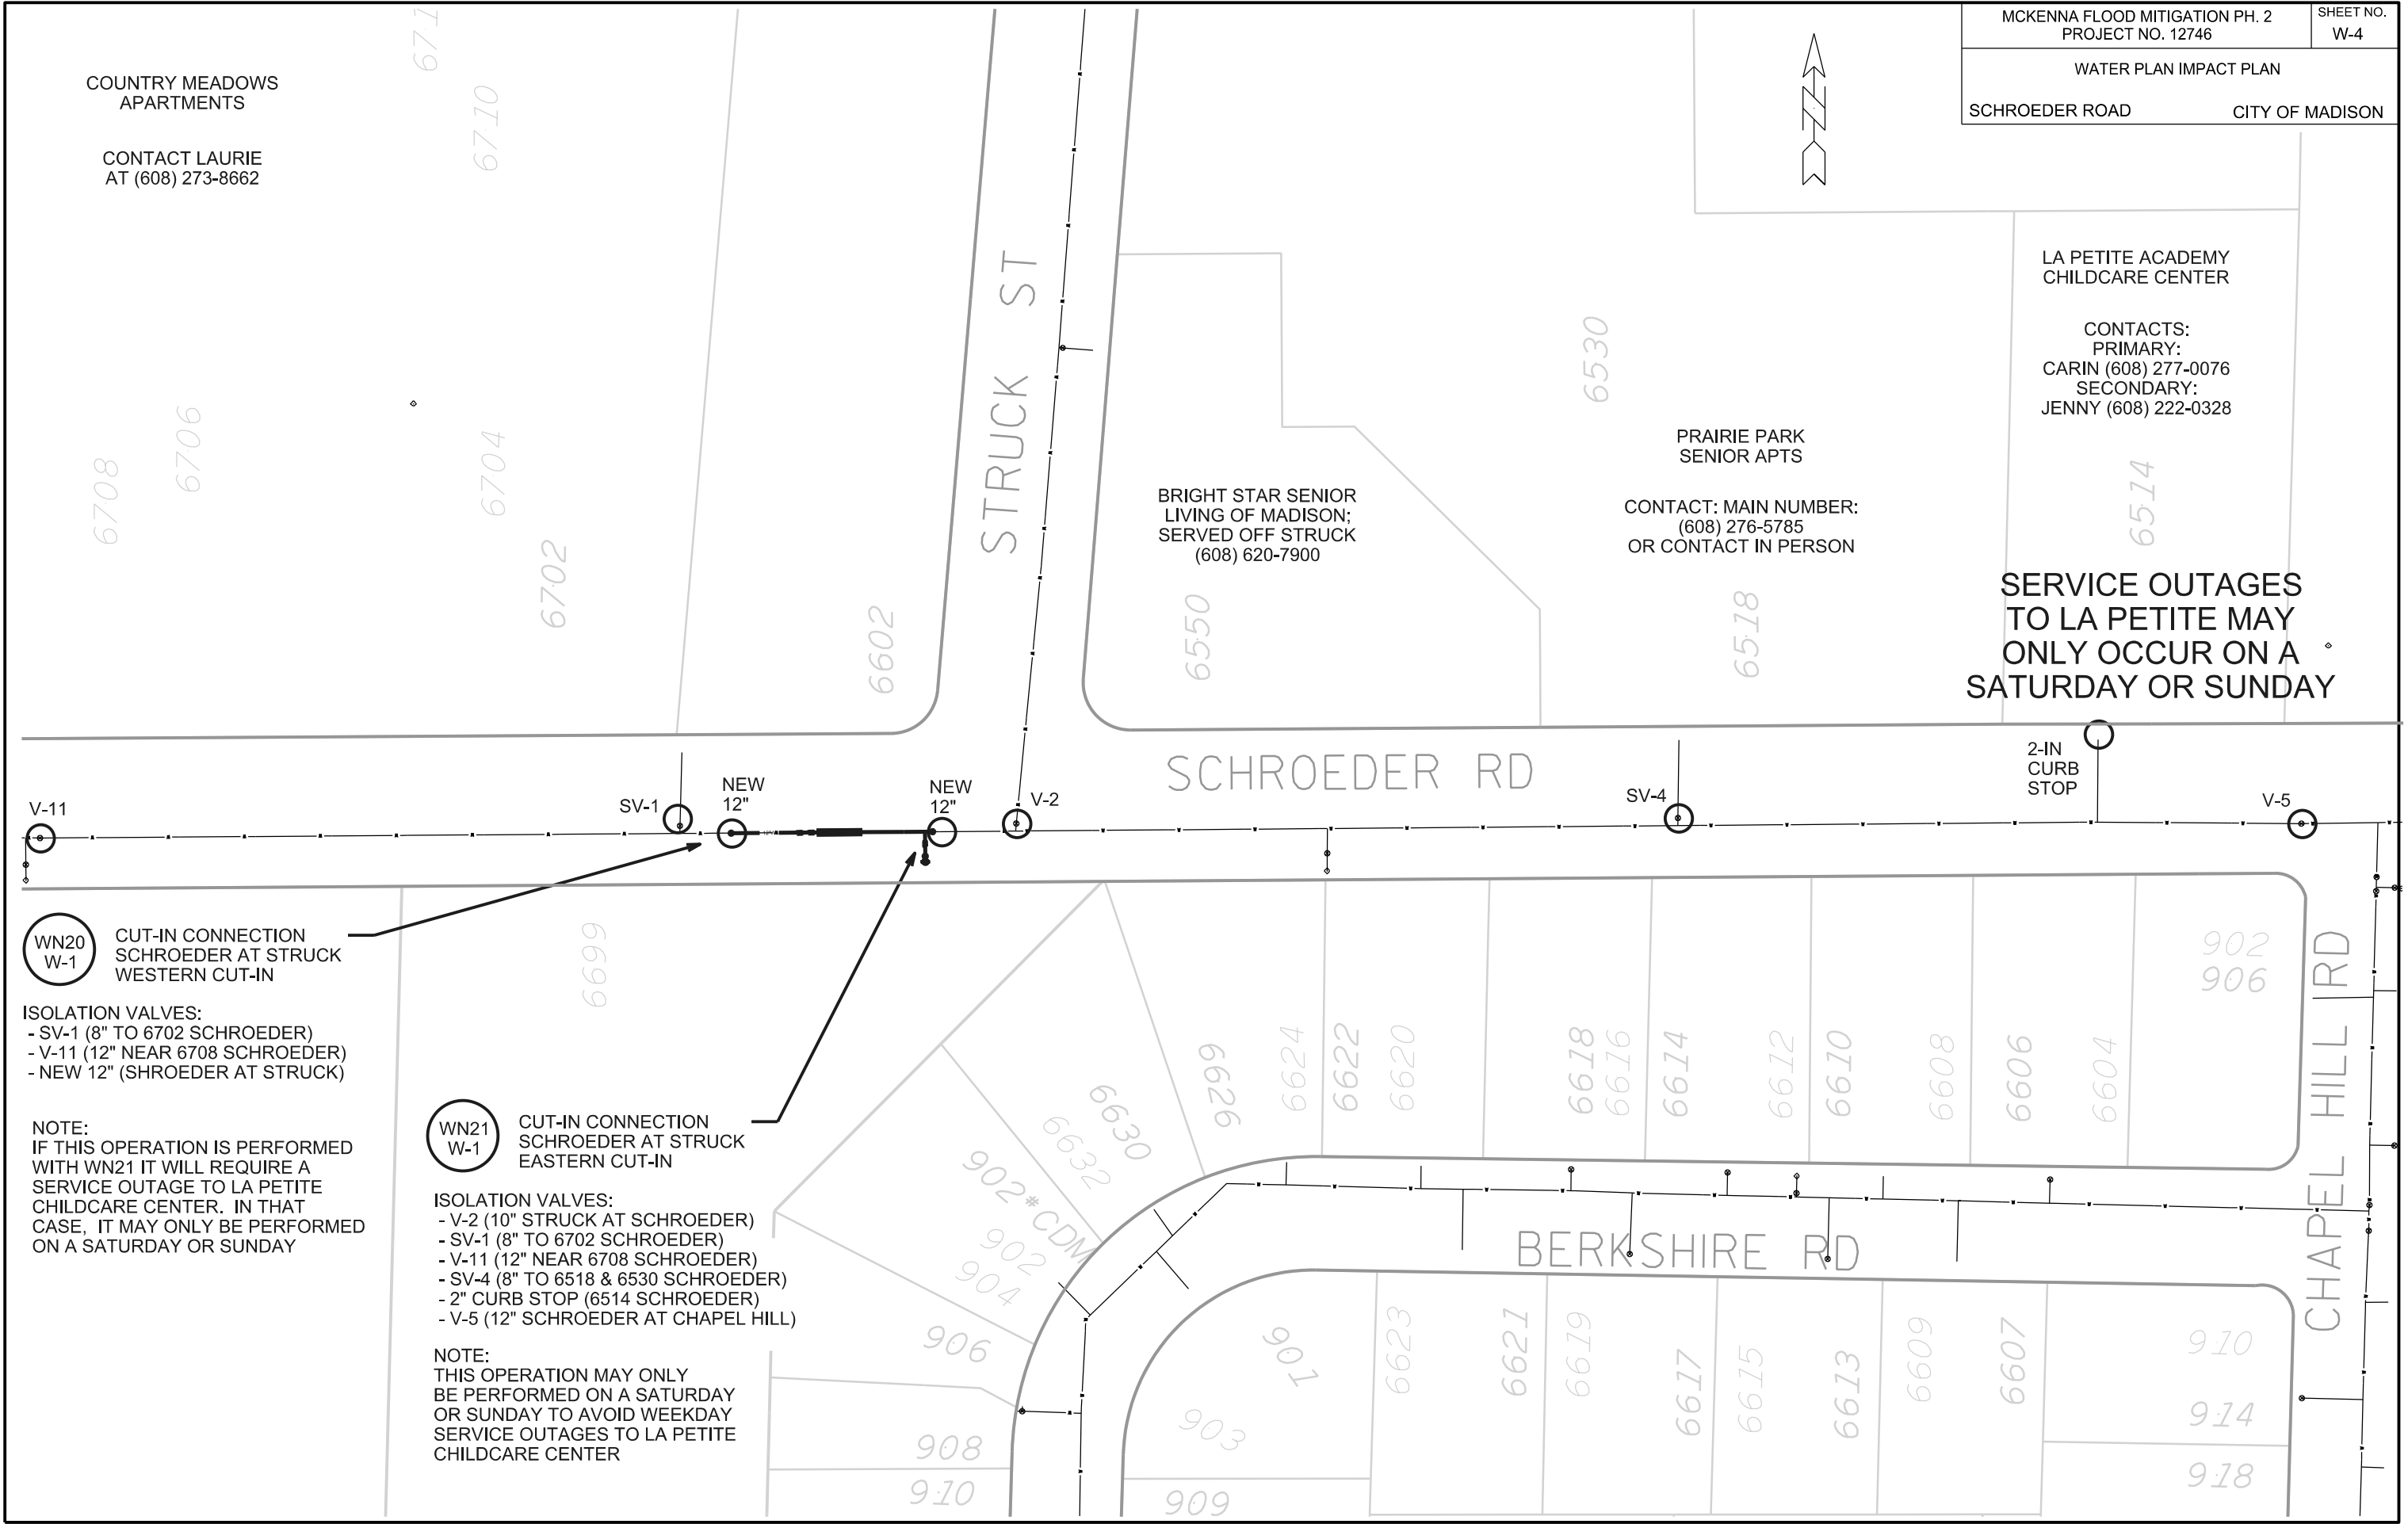 MCKENNA FLOOD MITIGATION PH. 2
PROJECT NO. 12746
SHEET NO.
W-4
WATER PLAN IMPACT PLAN
SCHROEDER ROAD
CITY OF MADISON
COUNTRY MEADOWS
APARTMENTS
CONTACT LAURIE
AT (608) 273-8662
6710
6708
6706
6704
6702
6602
STRUCK ST
N
LA PETITE ACADEMY
CHILDCARE CENTER
CONTACTS:
PRIMARY:
CARIN (608) 277-0076
SECONDARY:
JENNY (608) 222-0328
6530
PRAIRIE PARK
SENIOR APTS
CONTACT: MAIN NUMBER:
(608) 276-5785
OR CONTACT IN PERSON
BRIGHT STAR SENIOR
LIVING OF MADISON;
SERVED OFF STRUCK
(608) 620-7900
6550
6518
6514
SERVICE OUTAGES
TO LA PETITE MAY
ONLY OCCUR ON A
SATURDAY OR SUNDAY
SCHROEDER RD
V-11
SV-1
NEW
12"
NEW
12"
V-2
SV-4
2-IN
CURB
STOP
V-5
WN20
W-1
CUT-IN CONNECTION
SCHROEDER AT STRUCK
WESTERN CUT-IN
ISOLATION VALVES:
- SV-1 (8" TO 6702 SCHROEDER)
- V-11 (12" NEAR 6708 SCHROEDER)
- NEW 12" (SHROEDER AT STRUCK)
NOTE:
IF THIS OPERATION IS PERFORMED
WITH WN21 IT WILL REQUIRE A
SERVICE OUTAGE TO LA PETITE
CHILDCARE CENTER. IN THAT
CASE, IT MAY ONLY BE PERFORMED
ON A SATURDAY OR SUNDAY
WN21
W-1
CUT-IN CONNECTION
SCHROEDER AT STRUCK
EASTERN CUT-IN
ISOLATION VALVES:
- V-2 (10" STRUCK AT SCHROEDER)
- SV-1 (8" TO 6702 SCHROEDER)
- V-11 (12" NEAR 6708 SCHROEDER)
- SV-4 (8" TO 6518 & 6530 SCHROEDER)
- 2" CURB STOP (6514 SCHROEDER)
- V-5 (12" SCHROEDER AT CHAPEL HILL)
NOTE:
THIS OPERATION MAY ONLY
BE PERFORMED ON A SATURDAY
OR SUNDAY TO AVOID WEEKDAY
SERVICE OUTAGES TO LA PETITE
CHILDCARE CENTER
6699
902*CDM
902
904
6632
6630
6626
6624
6622
6620
6618
6616
6614
6612
6610
6608
6606
6604
902
906
CHAPEL HILL RD
BERKSHIRE RD
906
908
910
901
903
909
6623
6621
6619
6617
6615
6613
6609
6607
910
914
918